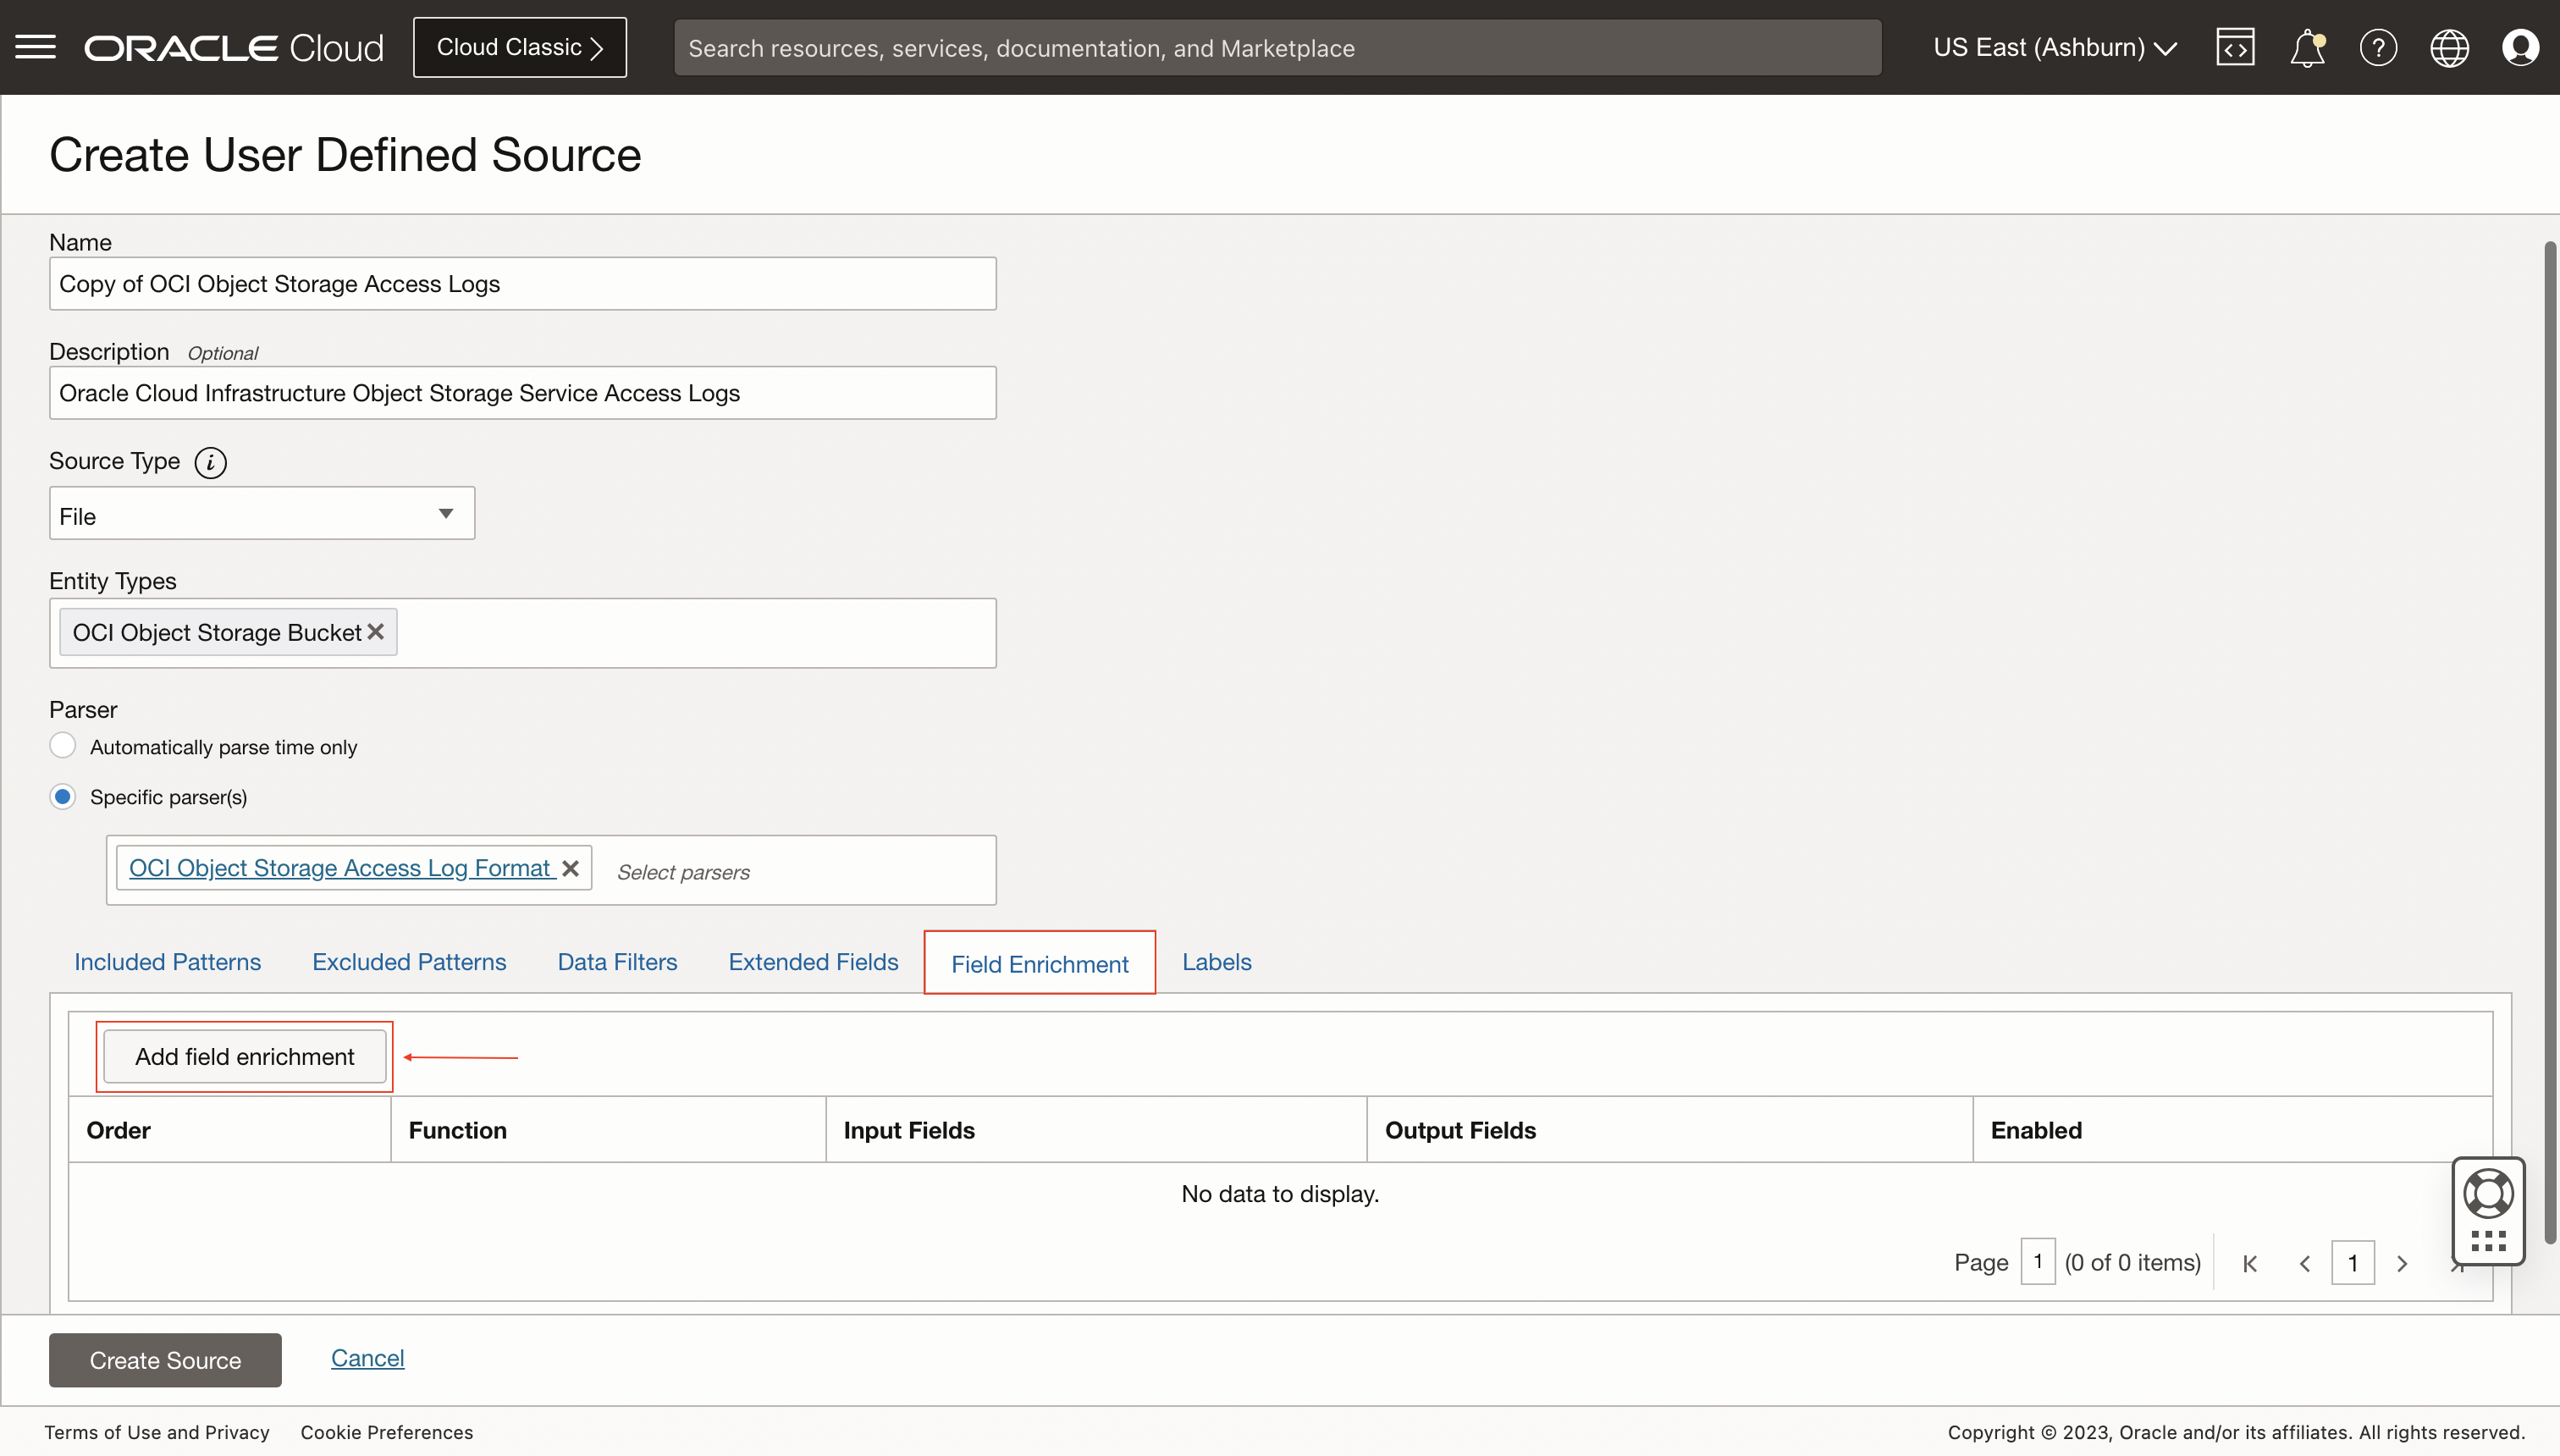 ORACLE Cloud
Cloud Classic
Search resources, services, documentation, and Marketplace
US East (Ashburn)
Create User Defined Source
Name
Copy of OCI Object Storage Access Logs
Description Optional
Oracle Cloud Infrastructure Object Storage Service Access Logs
Source Type i
File
Entity Types
OCI Object Storage Bucket
Parser
Automatically parse time only
Specific parser(s)
OCI Object Storage Access Log Format Select parsers
Included Patterns Excluded Patterns Data Filters Extended Fields Field Enrichment Labels
Add field enrichment
Order Function Input Fields Output Fields Enabled
No data to display.
Page 1 (0 of 0 items) 1
Create Source Cancel
Terms of Use and Privacy Cookie Preferences Copyright © 2023, Oracle and/or its affiliates. All rights reserved.